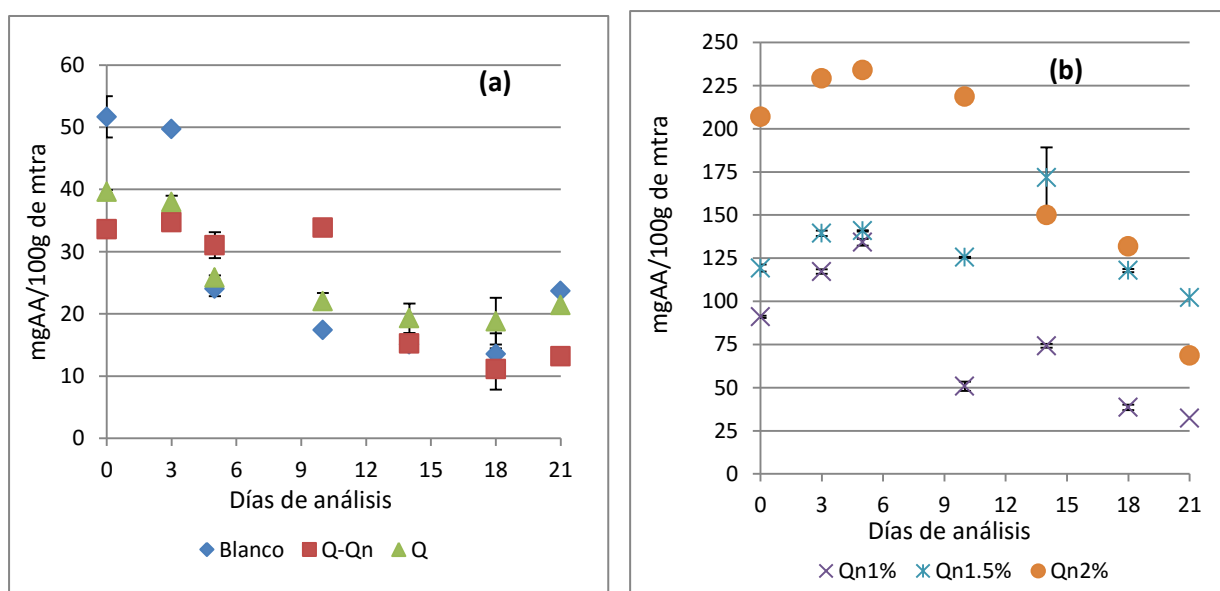 (a)
mgAA/100g de mtra
60
50
40
30
20
10
0
0 3 6 9 12 15 18 21
Días de análisis
Blanco Q-Qn Q
(b)
mgAA/100g de mtra
250
225
200
175
150
125
100
75
50
25
0
0 3 6 9 12 15 18 21
Días de análisis
Qn1% Qn1.5% Qn2%